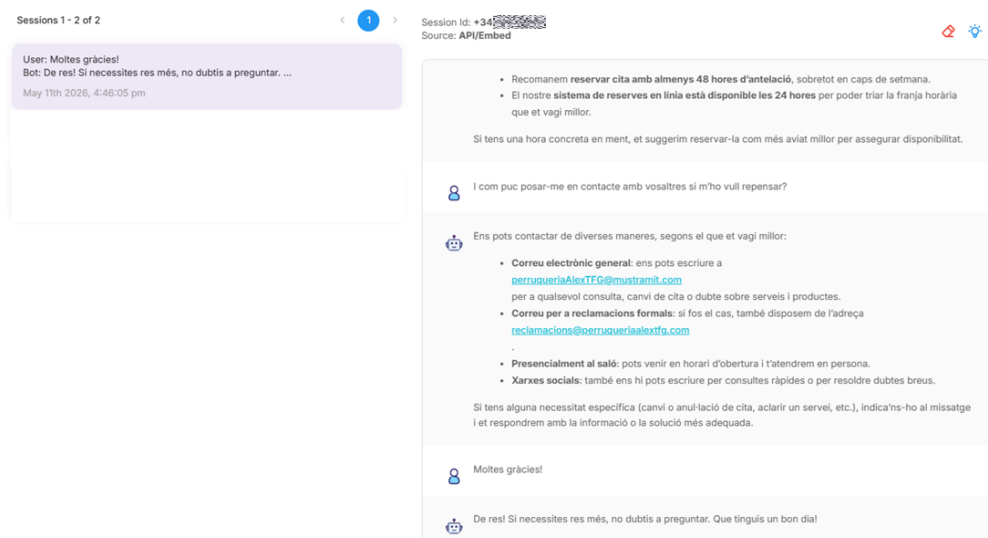 Sessions 1 - 2 of 2
1
User: Moltes gràcies!
Bot: De res! Si necessites res més, no dubtis a preguntar. ...
May 11th 2026, 4:46:05 pm
Session Id: +34
Source: API/Embed
Recomanem reservar cita amb almenys 48 hores d'antelació, sobretot en caps de setmana.
El nostre sistema de reserves en línia està disponible les 24 hores per poder triar la franja horària
que et vagi millor.
Si tens una hora concreta en ment, et suggerim reservar-la com més aviat millor per assegurar disponibilitat.
I com puc posar-me en contacte amb vosaltres si m'ho vull repensar?
Ens pots contactar de diverses maneres, segons el que et vagi millor:
Correu electrònic general: ens pots escriure a
perruqueriaAlexTFG@mustramit.com
per a qualsevol consulta, canvi de cita o dubte sobre serveis i productes.
Correu per a reclamacions formals: si fos el cas, també disposem de l'adreça
reclamacions@perruqueriaalextfg.com
.
Presencialment al saló: pots venir en horari d'obertura i t'atendrem en persona.
Xarxes socials: també ens hi pots escriure per consultes ràpides o per resoldre dubtes breus.
Si tens alguna necessitat específica (canvi o anul·lació de cita, aclarir un servei, etc.), indica'ns-ho al missatge
i et respondrem amb la informació o la solució més adequada.
Moltes gràcies!
De res! Si necessites res més, no dubtis a preguntar. Que tinguis un bon dia!